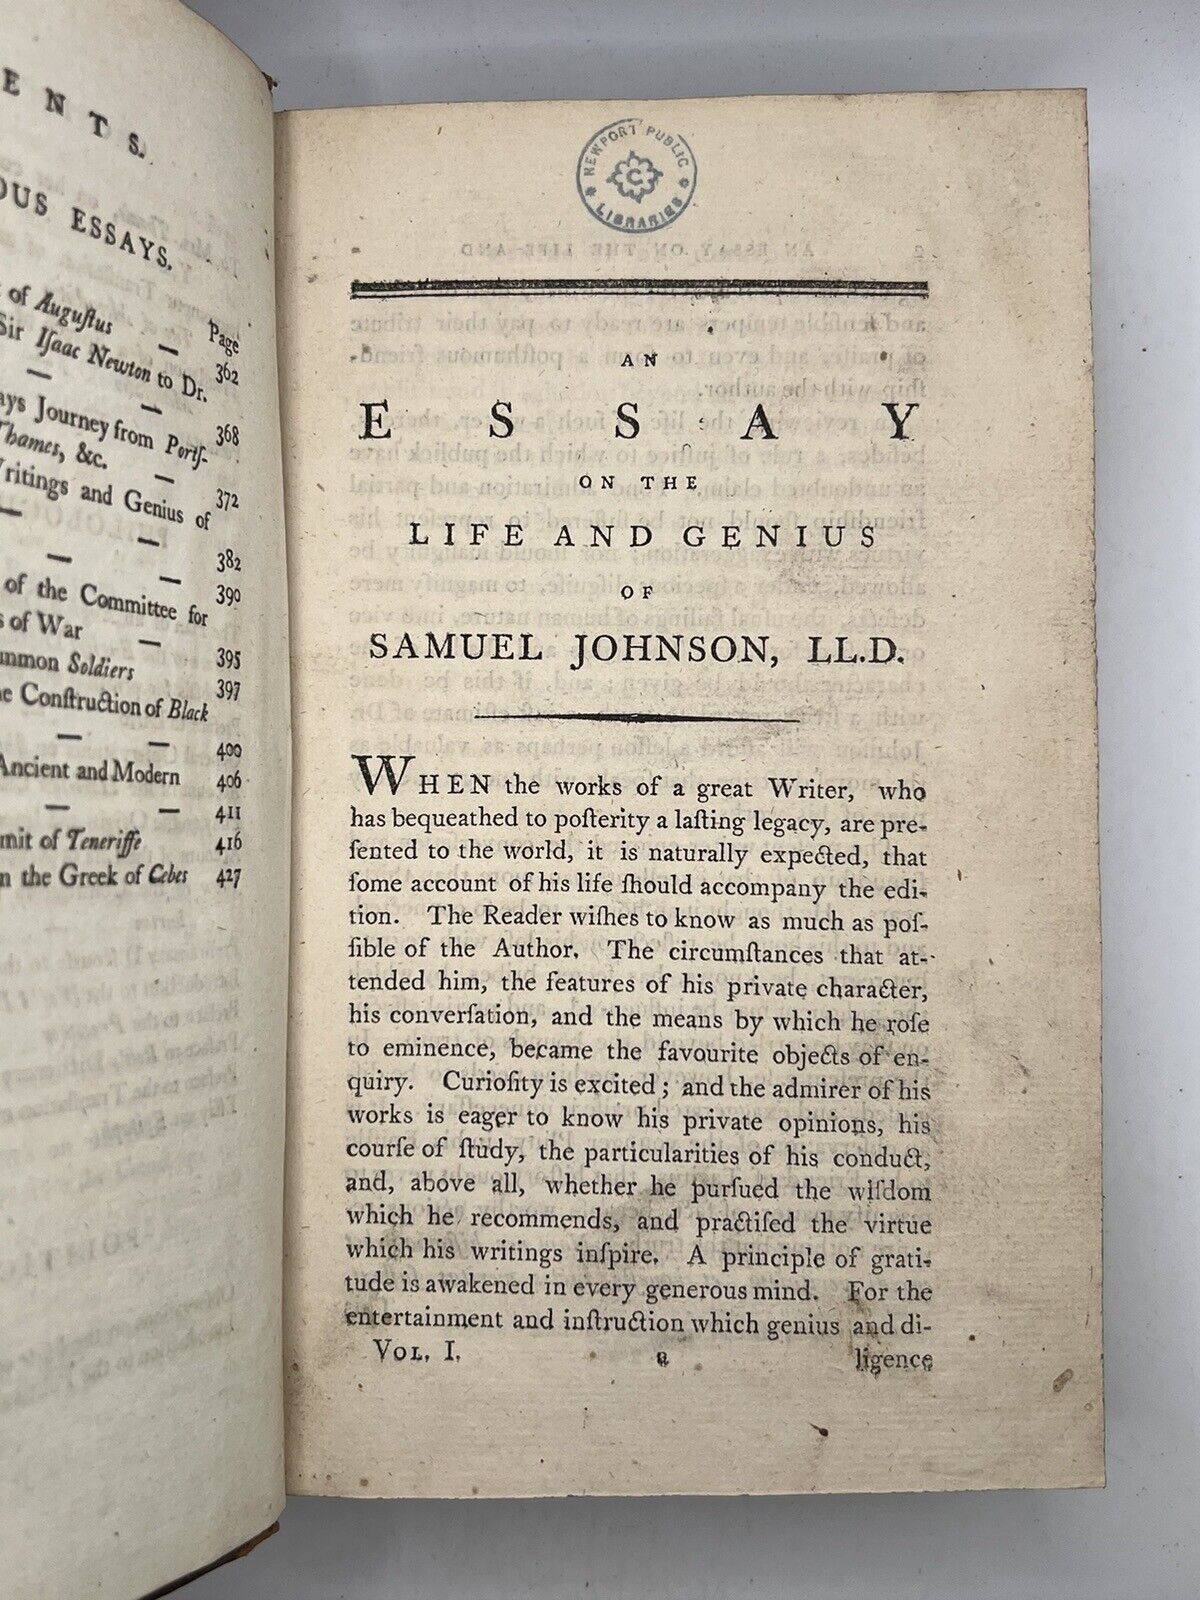 E N T S.
OUS ESSAYS.
of Auguſtus — Page
Sir Iſaac Newton to Dr. 362
— —
ays Journey from Portſ- 368
Thames, &c. —
Writings and Genius of 372
— —
— — 382
of the Committee for 390
s of War —
mmon Soldiers 395
e Conſtruction of Black 397
— — 400
Ancient and Modern 406
— — 411
mit of Teneriffe 416
n the Greek of Cebes 427
NEWPORT PUBLIC
C
LIBRARIES
AN
ESSAY
ON THE
LIFE AND GENIUS
OF
SAMUEL JOHNSON, LL.D.
WHEN the works of a great Writer, who
has bequeathed to poſterity a laſting legacy, are pre-
ſented to the world, it is naturally expected, that
ſome account of his life ſhould accompany the edi-
tion. The Reader wiſhes to know as much as poſ-
ſible of the Author. The circumſtances that at-
tended him, the features of his private character,
his converſation, and the means by which he roſe
to eminence, became the favourite objects of en-
quiry. Curioſity is excited; and the admirer of his
works is eager to know his private opinions, his
courſe of ſtudy, the particularities of his conduct,
and, above all, whether he purſued the wiſdom
which he recommends, and practiſed the virtue
which his writings inſpire. A principle of grati-
tude is awakened in every generous mind. For the
entertainment and inſtruction which genius and di-
VOL. I. a ligence